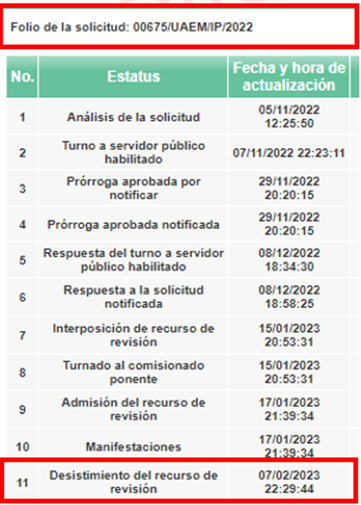 Folio de la solicitud: 00675/UAEM/IP/2022
No. Estatus Fecha y hora de
actualización
1 Análisis de la solicitud 05/11/2022
12:25:50
2 Turno a servidor público
habilitado 07/11/2022 22:23:11
3 Prórroga aprobada por
notificar 29/11/2022
20:20:15
4 Prórroga aprobada notificada 29/11/2022
20:20:15
5 Respuesta del turno a servidor
público habilitado 08/12/2022
18:34:30
6 Respuesta a la solicitud
notificada 08/12/2022
18:58:25
7 Interposición de recurso de
revisión 15/01/2023
20:53:31
8 Turnado al comisionado
ponente 15/01/2023
20:53:31
9 Admisión del recurso de
revisión 17/01/2023
21:39:34
10 Manifestaciones 17/01/2023
21:39:34
11 Desistimiento del recurso de
revisión 07/02/2023
22:29:44